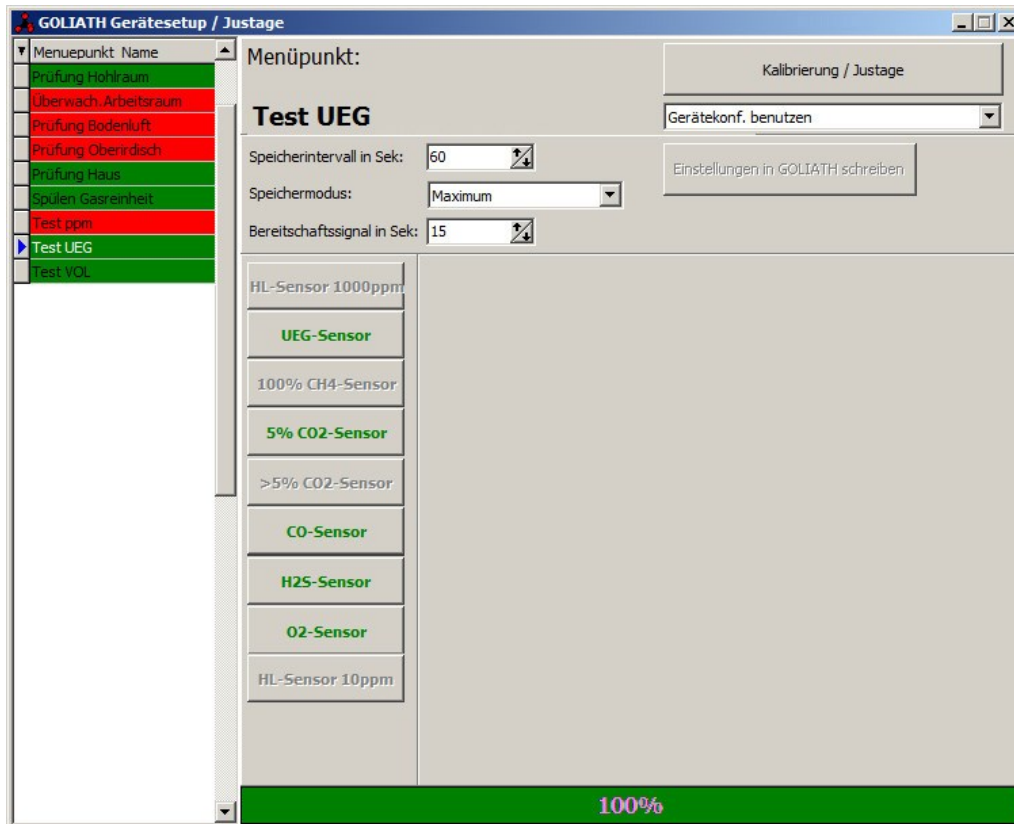 GOLIATH Gerätesetup / Justage
Menuepunkt Name
Prüfung Hohlraum
Überwach.Arbeitsraum
Prüfung Bodenluft
Prüfung Oberirdisch
Prüfung Haus
Spülen Gasreinheit
Test ppm
Test UEG
Test VOL
Menüpunkt:
Test UEG
Kalibrierung / Justage
Gerätekonf. benutzen
Speicherintervall in Sek: 60
Speichermodus: Maximum
Bereitschaftssignal in Sek: 15
Einstellungen in GOLIATH schreiben
HL-Sensor 1000ppm
UEG-Sensor
100% CH4-Sensor
5% CO2-Sensor
>5% CO2-Sensor
CO-Sensor
H2S-Sensor
O2-Sensor
HL-Sensor 10ppm
100%